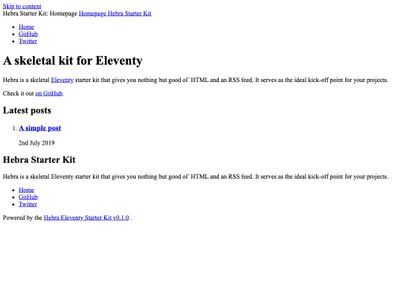 Skip to content
Hebra Starter Kit: Homepage Homepage Hebra Starter Kit
Home
GitHub
Twitter
A skeletal kit for Eleventy
Hebra is a skeletal Eleventy starter kit that gives you nothing but good ol' HTML and an RSS feed. It serves as the ideal kick-off point for your projects.
Check it out on GitHub.
Latest posts
1. A simple post
2nd July 2019
Hebra Starter Kit
Hebra is a skeletal Eleventy starter kit that gives you nothing but good ol' HTML and an RSS feed. It serves as the ideal kick-off point for your projects.
Home
GitHub
Twitter
Powered by the Hebra Eleventy Starter Kit v0.1.0.